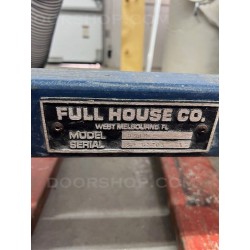 FULL HOUSE CO.
WEST MELBOURNE, FL
MODEL
SERIAL
DOORSHOP.CO